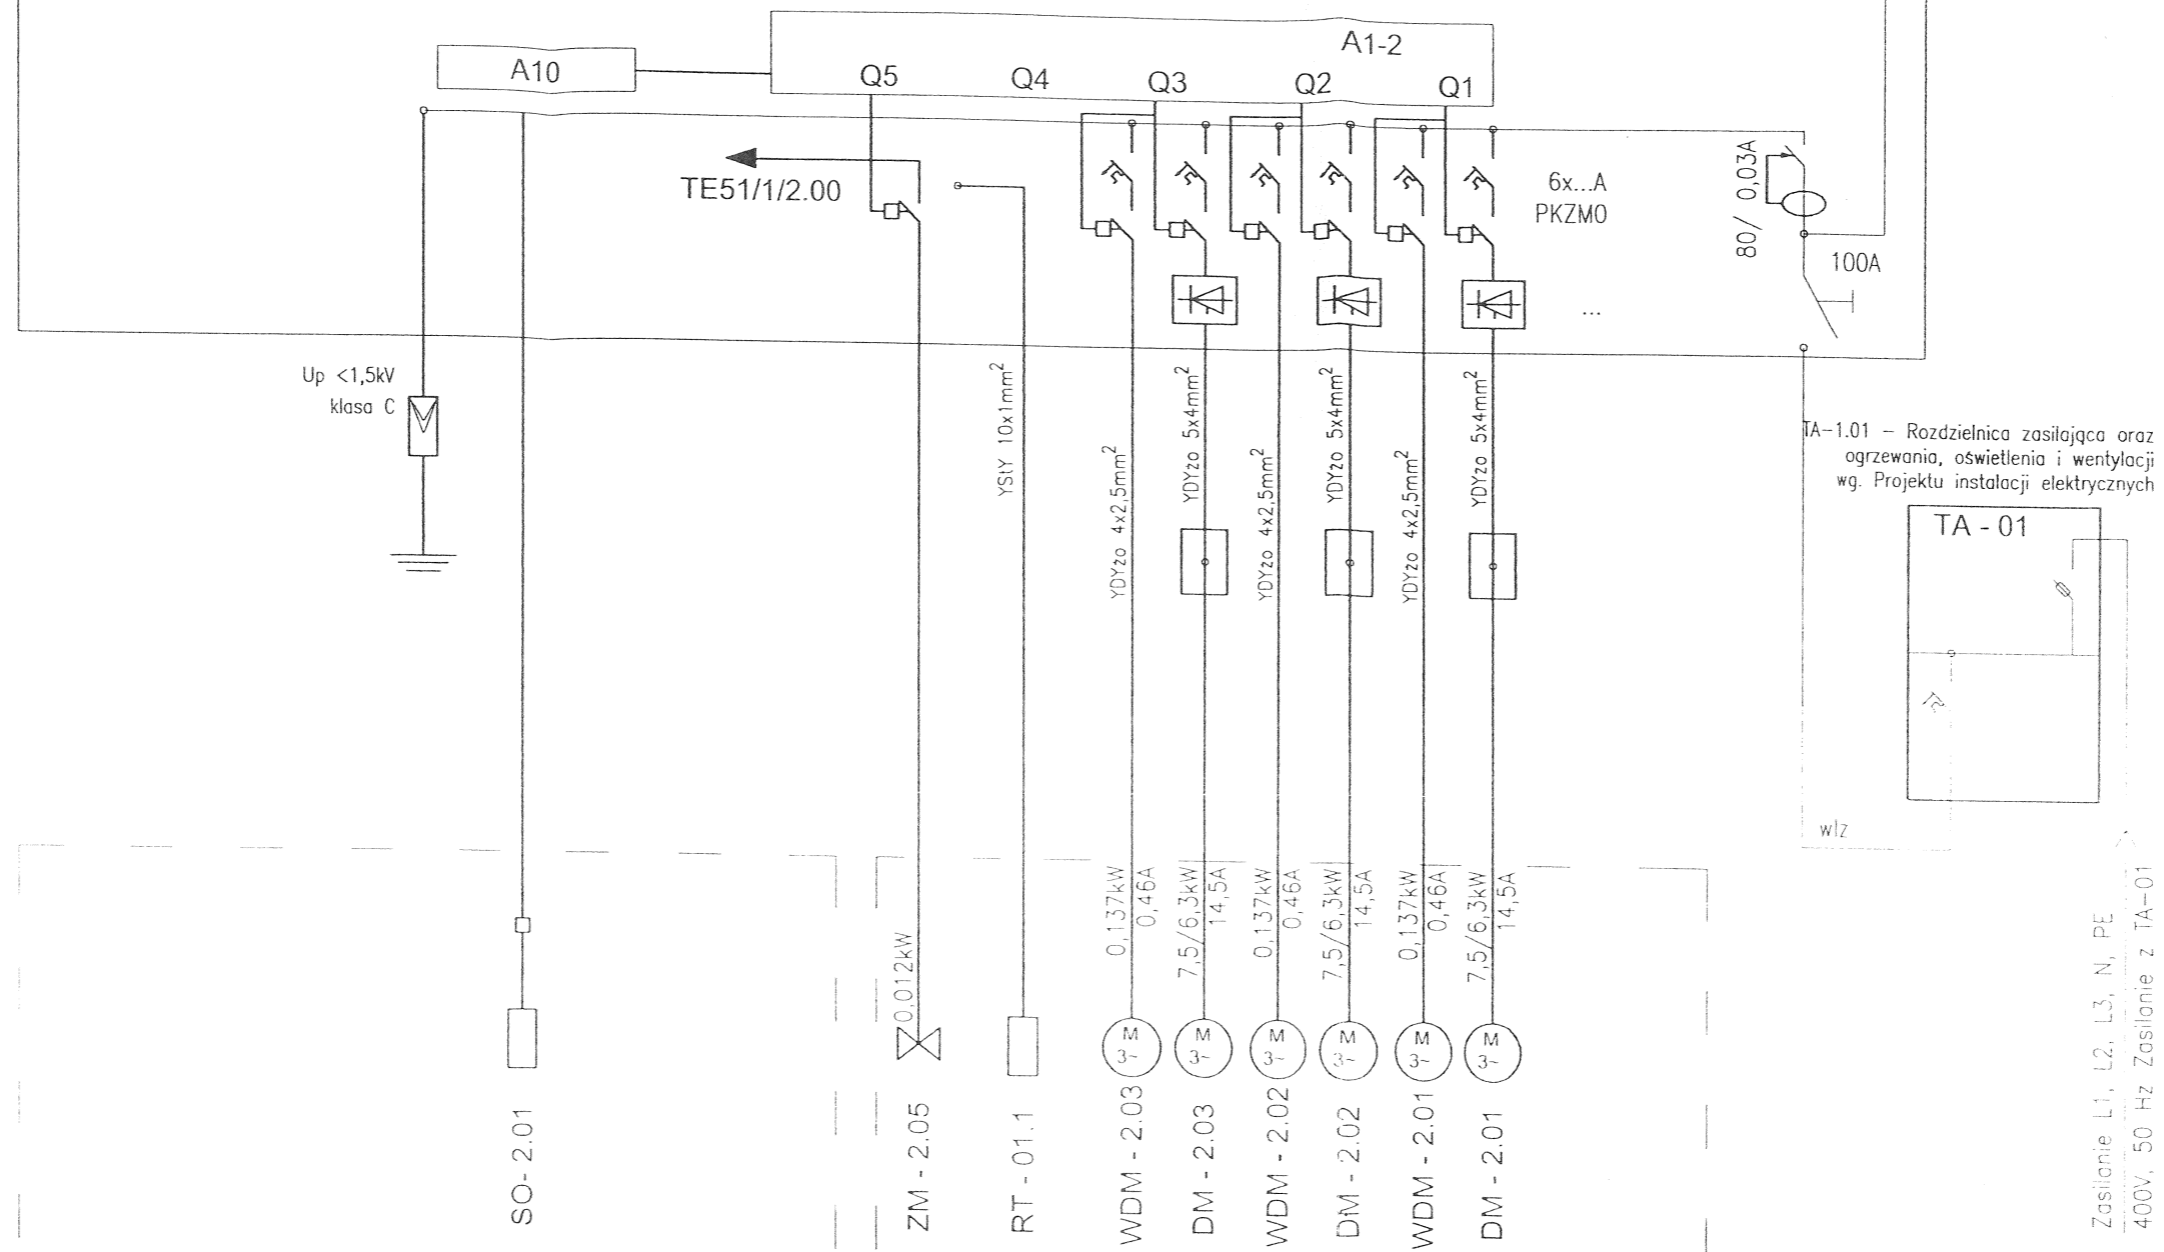 A10
A1-2
Q5
Q4
Q3
Q2
Q1
TE51/1/2.00
6x...A
PKZM0
80/ 0,03A
100A
...
Up <1,5kV
klasa C
YStY 10x1mm²
YDYżo 4x2,5mm²
YDYżo 5x4mm²
YDYżo 4x2,5mm²
YDYżo 5x4mm²
YDYżo 4x2,5mm²
YDYżo 5x4mm²
TA-1.01 – Rozdzielnica zasilająca oraz
ogrzewania, oświetlenia i wentylacji
wg. Projektu instalacji elektrycznych
TA - 01
wlz
0,012kW
0,137kW
0,46A
7,5/6,3kW
14,5A
0,137kW
0,46A
7,5/6,3kW
14,5A
0,137kW
0,46A
7,5/6,3kW
14,5A
M
3~
M
3~
M
3~
M
3~
M
3~
M
3~
SO- 2.01
ZM - 2.05
RT - 01.1
WDM - 2.03
DM - 2.03
WDM - 2.02
DM - 2.02
WDM - 2.01
DM - 2.01
Zasilanie L1, L2, L3, N, PE
400V, 50 Hz Zasilanie z TA-01